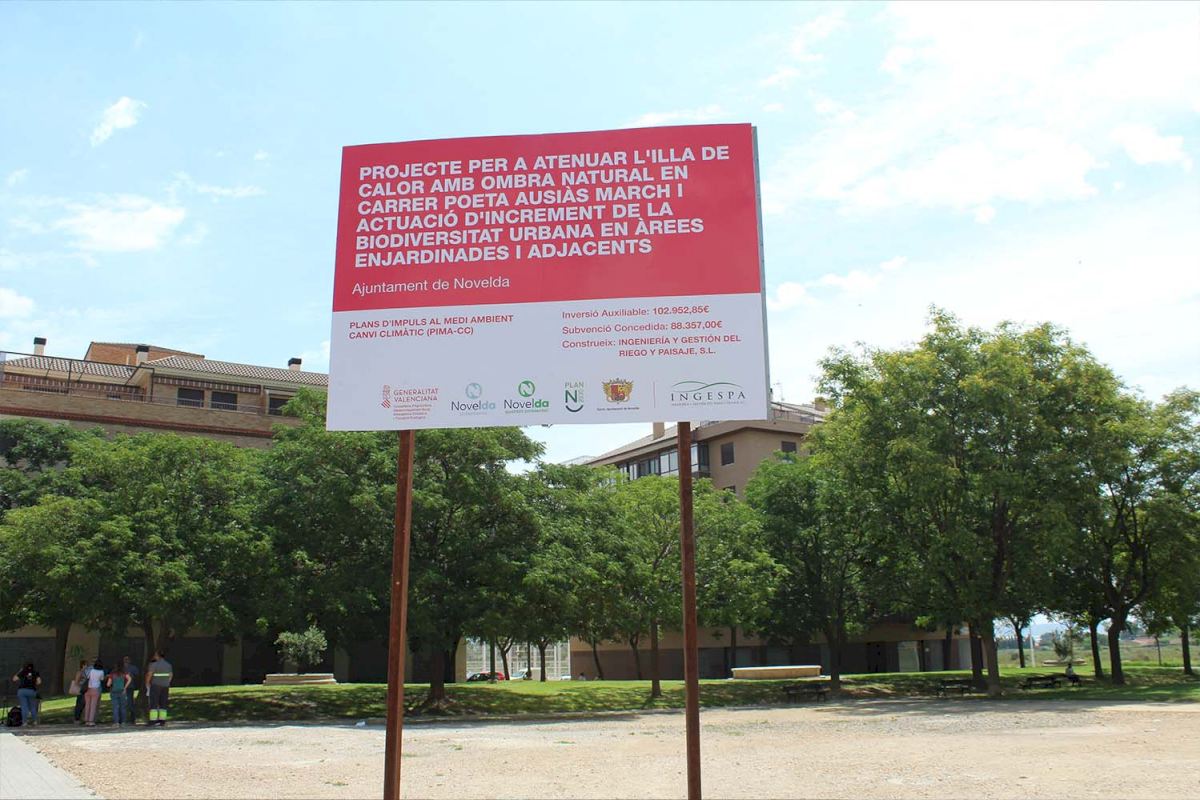 PROJECTE PER A ATENUAR L'ILLA DE
CALOR AMB OMBRA NATURAL EN
CARRER POETA AUSIÀS MARCH I
ACTUACIÓ D'INCREMENT DE LA
BIODIVERSITAT URBANA EN ÀREES
ENJARDINADES I ADJACENTS
Ajuntament de Novelda
PLANS D'IMPULS AL MEDI AMBIENT
CANVI CLIMÀTIC (PIMA-CC)
Inversió Auxiliable: 102.952,85€
Subvenció Concedida: 88.357,00€
Construeix: INGENIERÍA Y GESTIÓN DEL
RIEGO Y PAISAJE, S.L.
GENERALITAT
VALENCIANA
Novelda
Novelda
PLAN
N
INGESPA